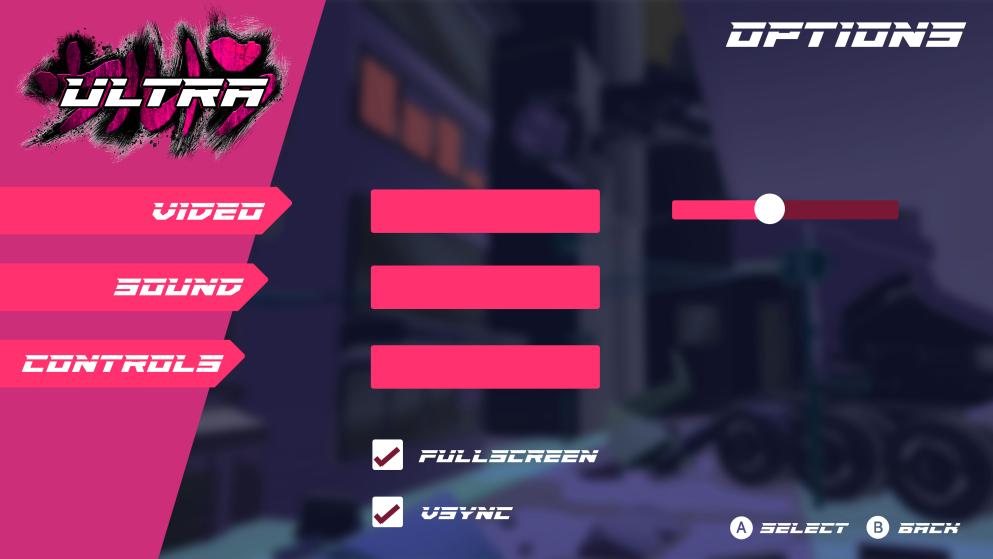 ULTRA
OPTIONS
VIDEO
SOUND
CONTROLS
FULLSCREEN
VSYNC
A SELECT B BACK